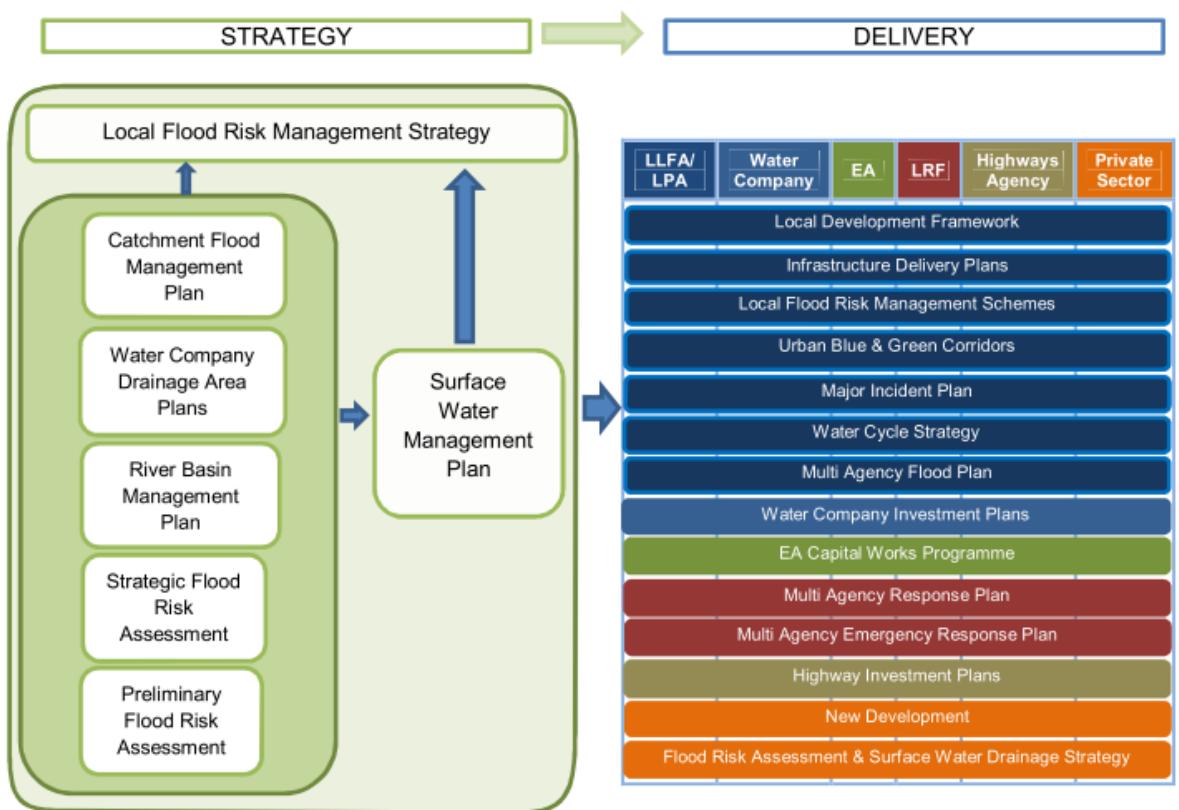 STRATEGY
DELIVERY
Local Flood Risk Management Strategy
Catchment Flood
Management
Plan
Water Company
Drainage Area
Plans
River Basin
Management
Plan
Strategic Flood
Risk
Assessment
Preliminary
Flood Risk
Assessment
Surface
Water
Management
Plan
LLFA/
LPA
Water
Company
EA
LRF
Highways
Agency
Private
Sector
Local Development Framework
Infrastructure Delivery Plans
Local Flood Risk Management Schemes
Urban Blue & Green Corridors
Major Incident Plan
Water Cycle Strategy
Multi Agency Flood Plan
Water Company Investment Plans
EA Capital Works Programme
Multi Agency Response Plan
Multi Agency Emergency Response Plan
Highway Investment Plans
New Development
Flood Risk Assessment & Surface Water Drainage Strategy